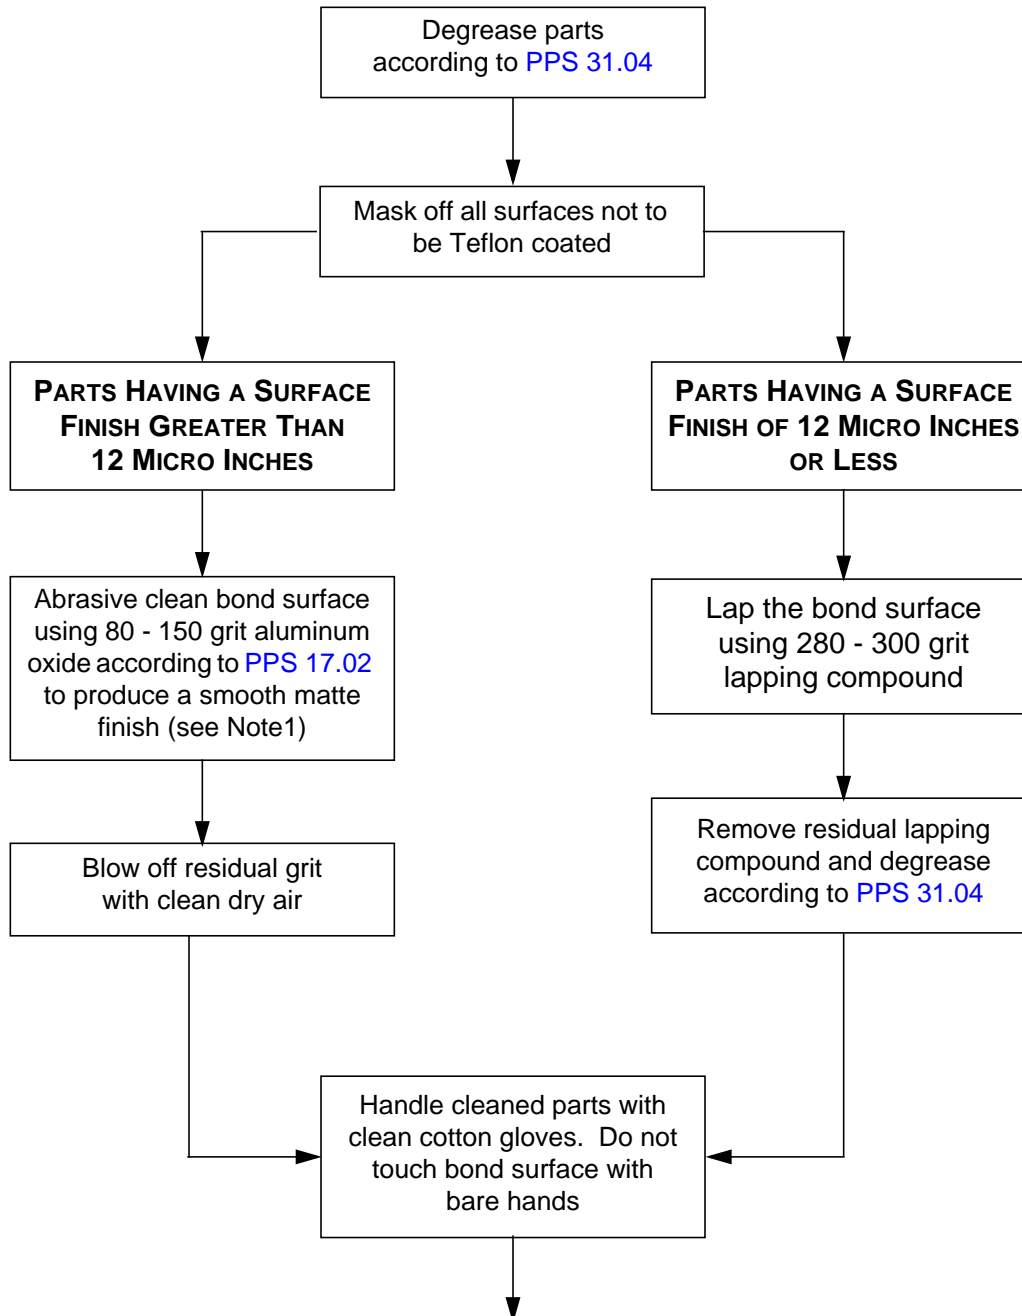 Degrease parts
according to PPS 31.04
Mask off all surfaces not to
be Teflon coated
PARTS HAVING A SURFACE
FINISH GREATER THAN
12 MICRO INCHES
PARTS HAVING A SURFACE
FINISH OF 12 MICRO INCHES
OR LESS
Abrasive clean bond surface
using 80 - 150 grit aluminum
oxide according to PPS 17.02
to produce a smooth matte
finish (see Note1)
Lap the bond surface
using 280 - 300 grit
lapping compound
Blow off residual grit
with clean dry air
Remove residual lapping
compound and degrease
according to PPS 31.04
Handle cleaned parts with
clean cotton gloves.  Do not
touch bond surface with
bare hands